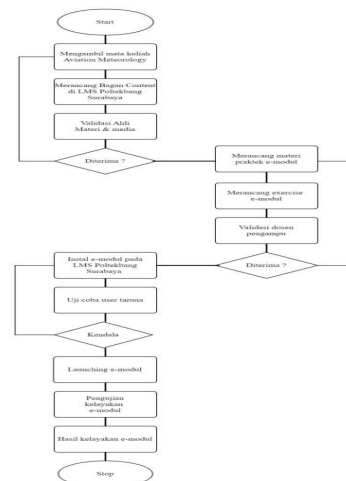 Start
Mengambil mata kuliah
Aviation Meteorology
Merancang Bagan Content
di LMS Poltekbang
Surabaya
Validasi Ahli
Materi & media
Diterima ?
Merancang materi
praktek e-modul
Merancang exercise
e-modul
Validasi dosen
pengampu
Diterima ?
Instal e-modul pada
LMS Poltekbang
Surabaya
Uji coba user taruna
Kendala
Launching e-modul
Pengujian
kelayakan
e-modul
Hasil kelayakan e-modul
Stop